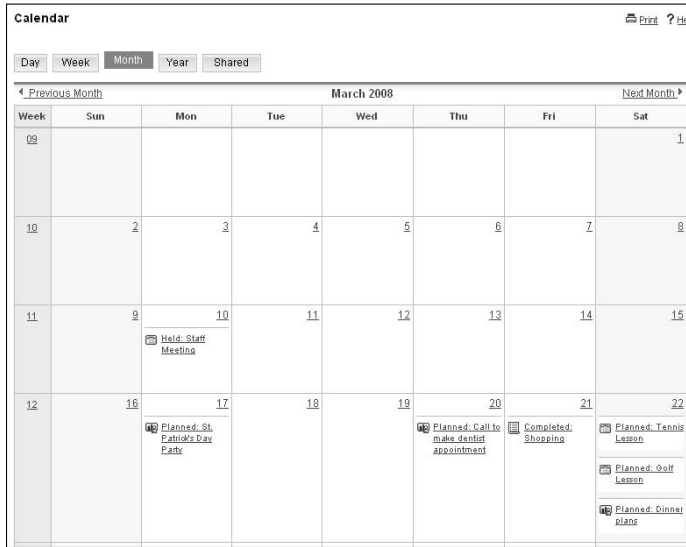 Calendar
Print ? He
Day Week Month Year Shared
Previous Month March 2008 Next Month
Week Sun Mon Tue Wed Thu Fri Sat
09 1
10 2 3 4 5 6 7 8
11 9 10 11 12 13 14 15
Held: Staff
Meeting
12 16 17 18 19 20 21 22
Planned: St.
Patrick's Day
Party
Planned: Call to
make dentist
appointment
Completed:
Shopping
Planned: Tennis
Lesson
Planned: Golf
Lesson
Planned: Dinner
plans